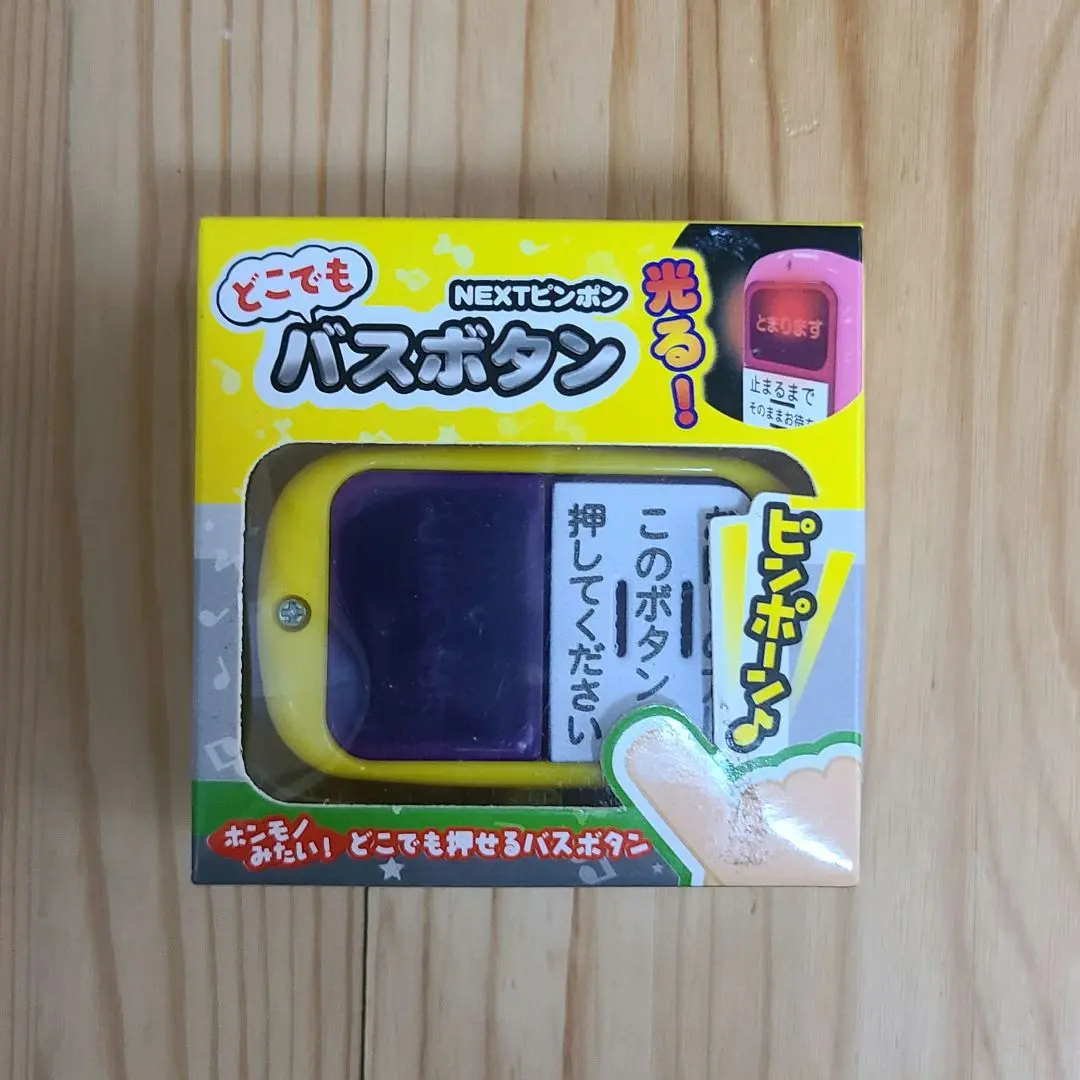 どこでも
NEXTピンポン
バスボタン
光る!
とまります
止まるまで
そのままお待
このボタン
押してください
ピンポーン♪
ホンモノ
みたい!
どこでも押せるバスボタン